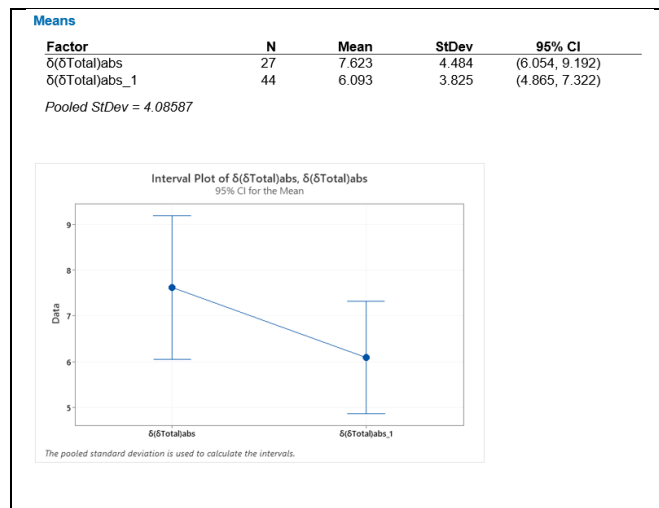 Means
Factor N Mean StDev 95% CI
δ(δTotal)abs 27 7.623 4.484 (6.054, 9.192)
δ(δTotal)abs_1 44 6.093 3.825 (4.865, 7.322)
Pooled StDev = 4.08587
Interval Plot of δ(δTotal)abs, δ(δTotal)abs
95% CI for the Mean
9
8
7
6
5
Data
δ(δTotal)abs δ(δTotal)abs_1
The pooled standard deviation is used to calculate the intervals.